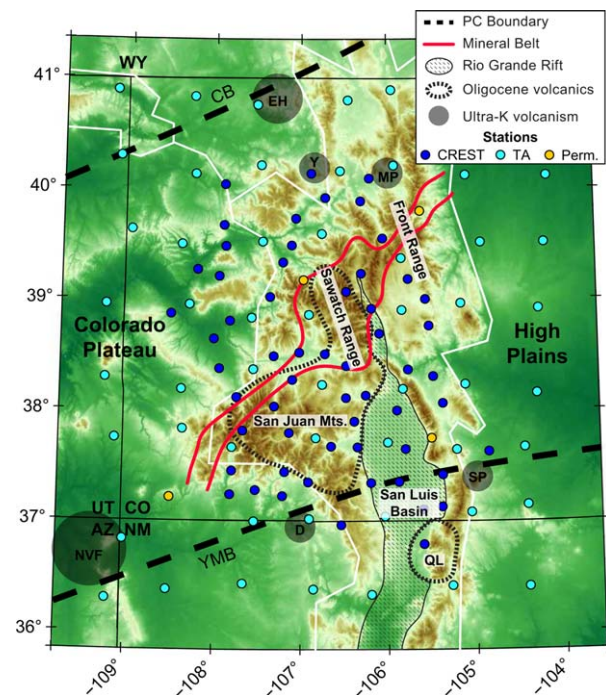 PC Boundary
Mineral Belt
Rio Grande Rift
Oligocene volcanics
Ultra-K volcanism
Stations
CREST
TA
Perm.
41°
40°
39°
38°
37°
36°
WY
CB
EH
Y
MP
Front Range
Sawatch Range
Colorado
Plateau
High
Plains
San Juan Mts.
San Luis
Basin
SP
UT CO
AZ NM
NVF
YMB
D
QL
−109°
−108°
−107°
−106°
−105°
−104°